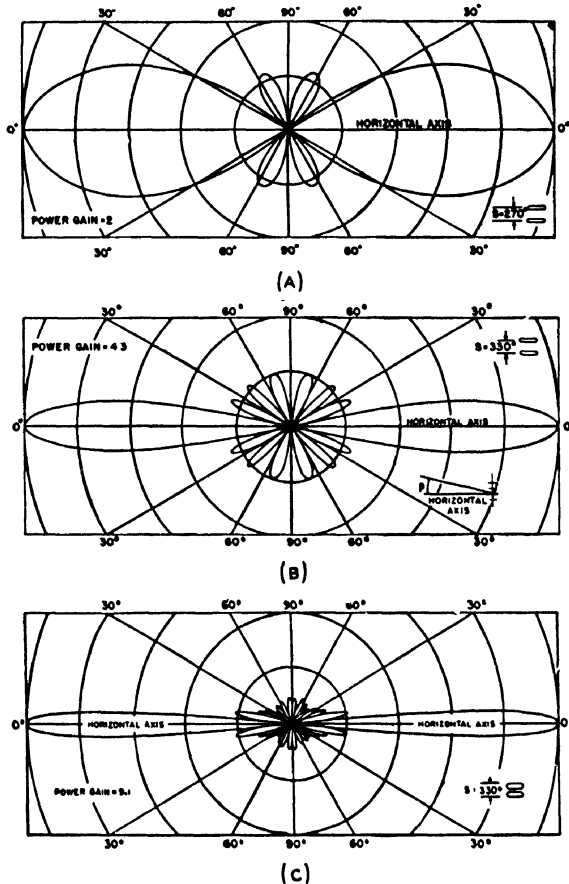 30° 60° 90° 60° 30°
0° HORIZONTAL AXIS 0°
POWER GAIN = 2
S=270°
30° 60° 90° 60° 30°
(A)
30° 60° 90° 60° 30°
POWER GAIN = 4 3
S = 330°
0° HORIZONTAL AXIS 0°
HORIZONTAL
AXIS
30° 60° 90° 60° 30°
(B)
30° 60° 90° 60° 30°
0° HORIZONTAL AXIS HORIZONTAL AXIS 0
POWER GAIN = 9.1
S = 330°
30° 60° 90° 60° 30°
(C)